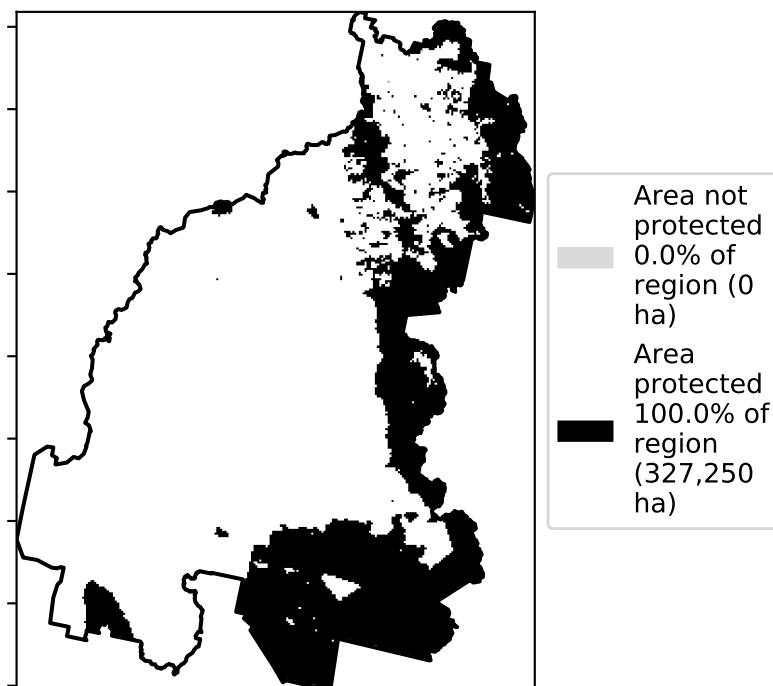 Area not
protected
0.0% of
region (0
ha)
Area
protected
100.0% of
region
(327,250
ha)